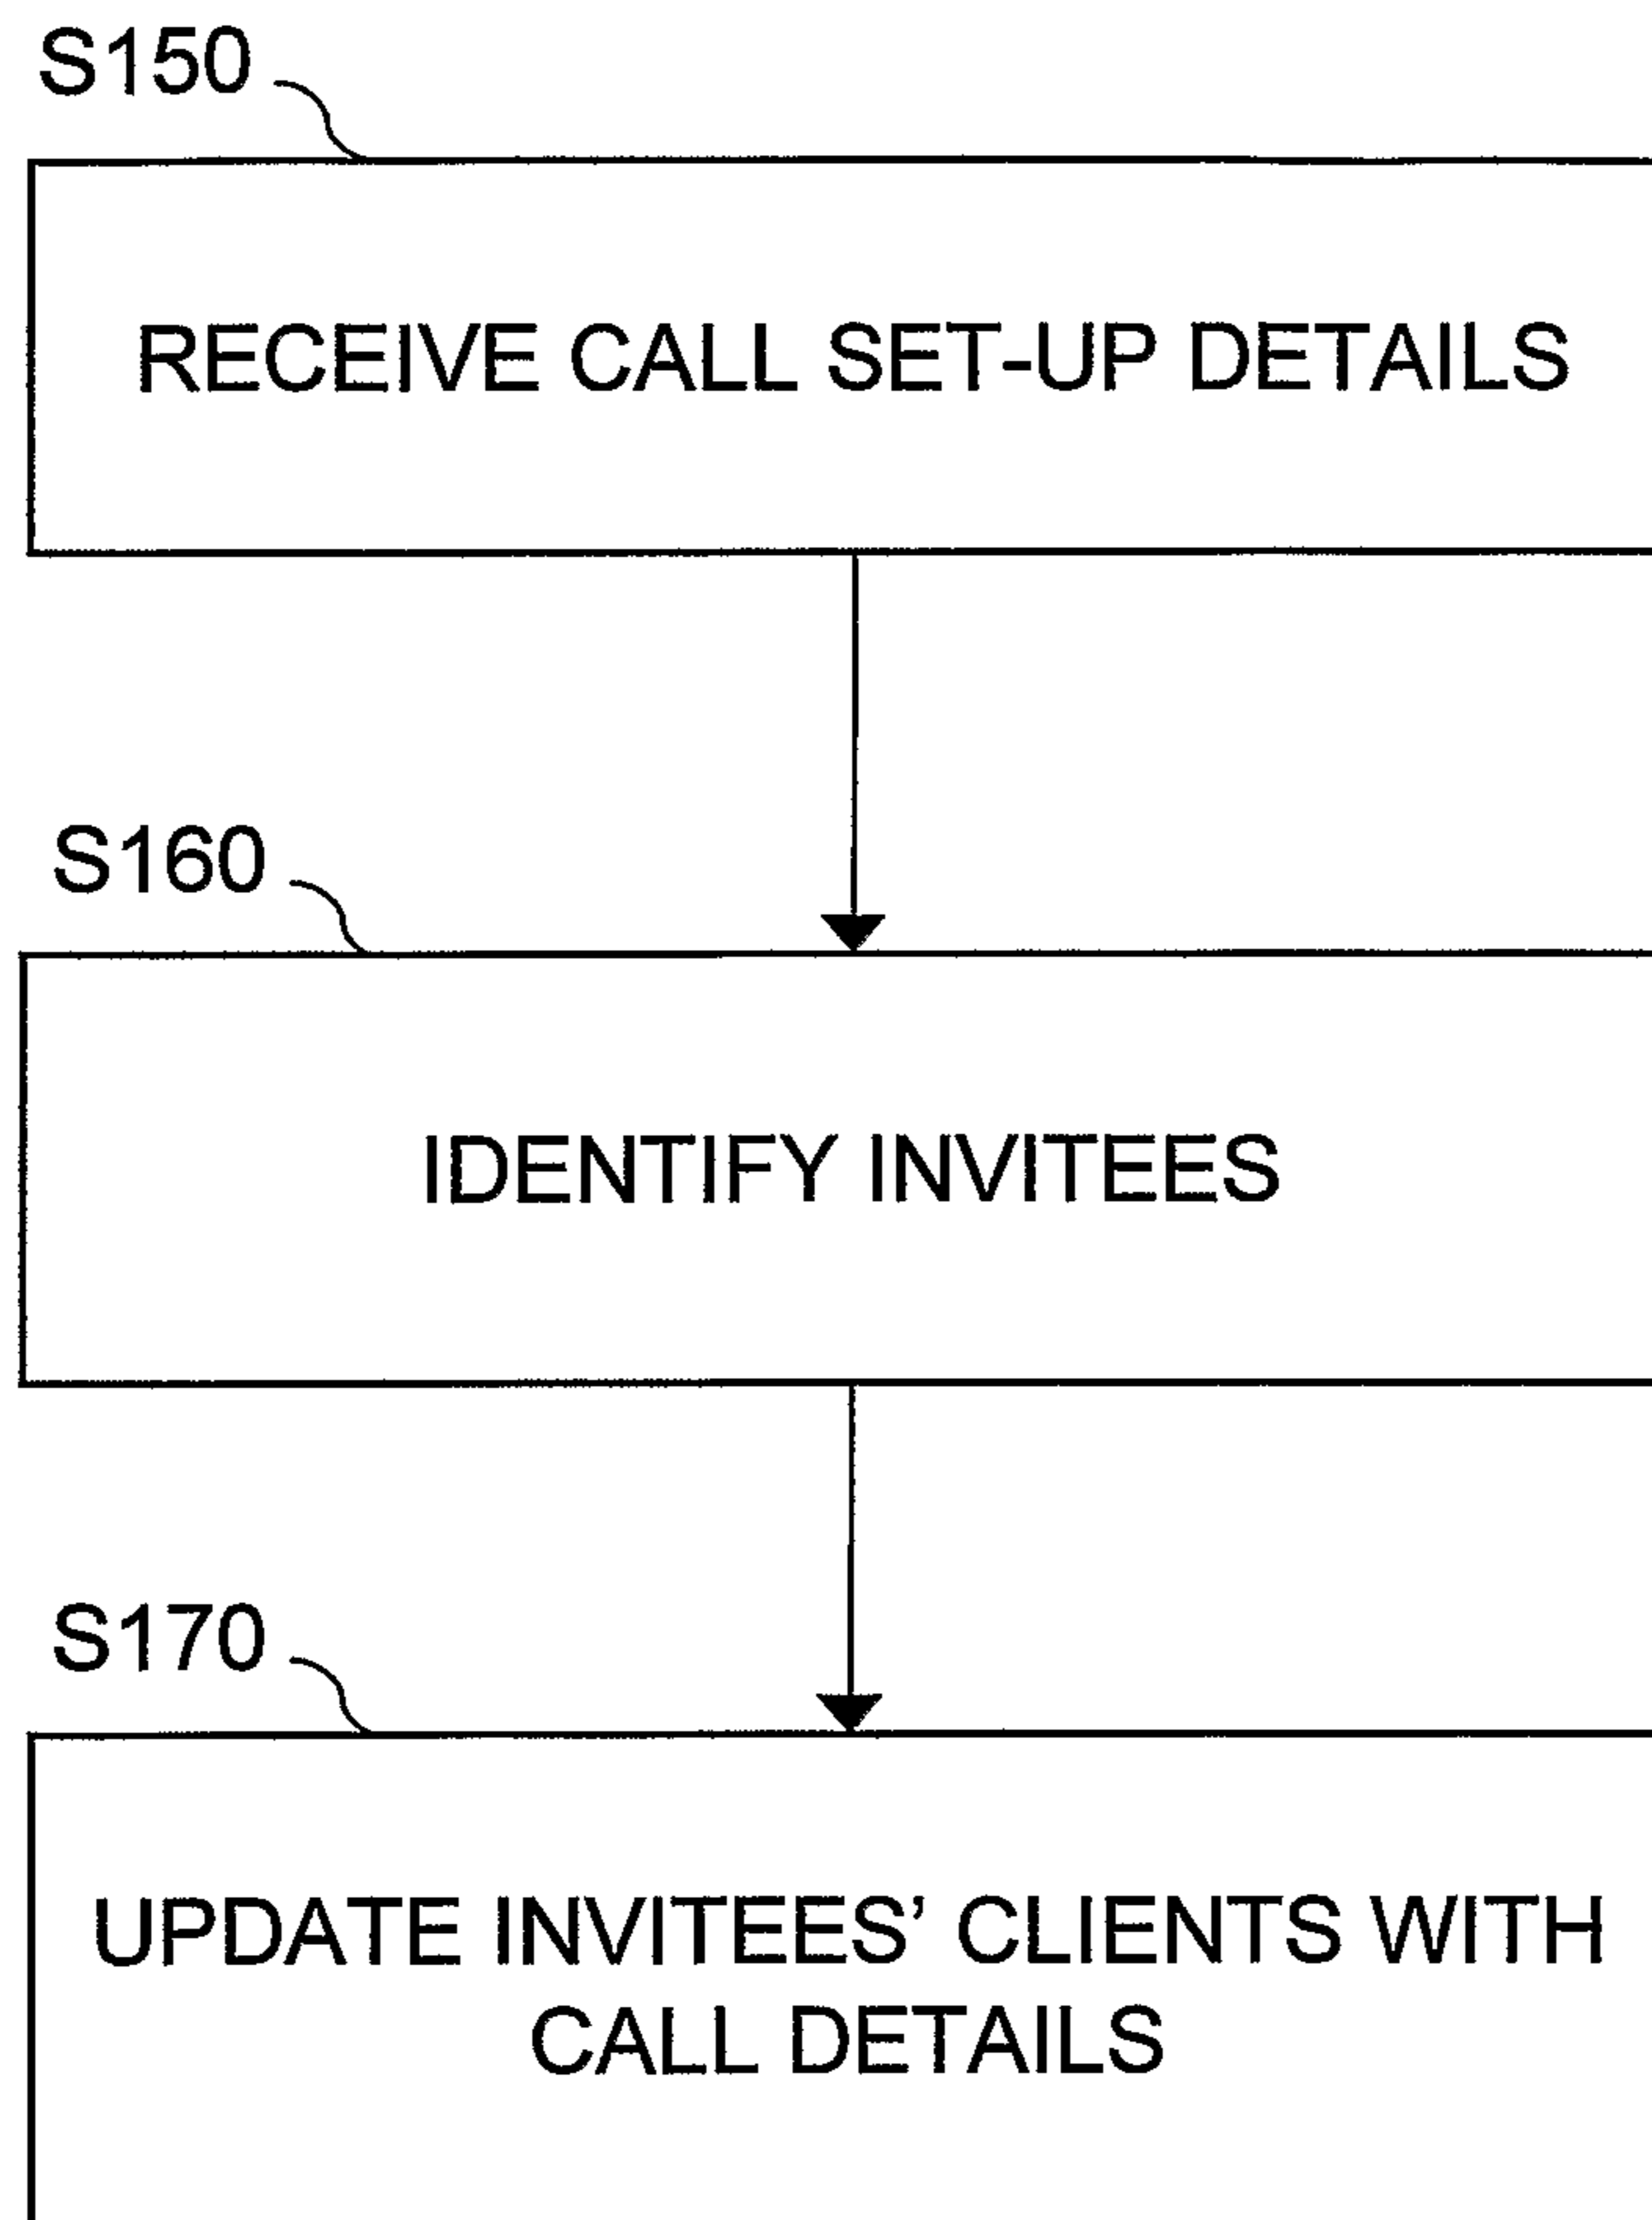 S150
RECEIVE CALL SET-UP DETAILS
S160
IDENTIFY INVITEES
S170
UPDATE INVITEES’ CLIENTS WITH
CALL DETAILS